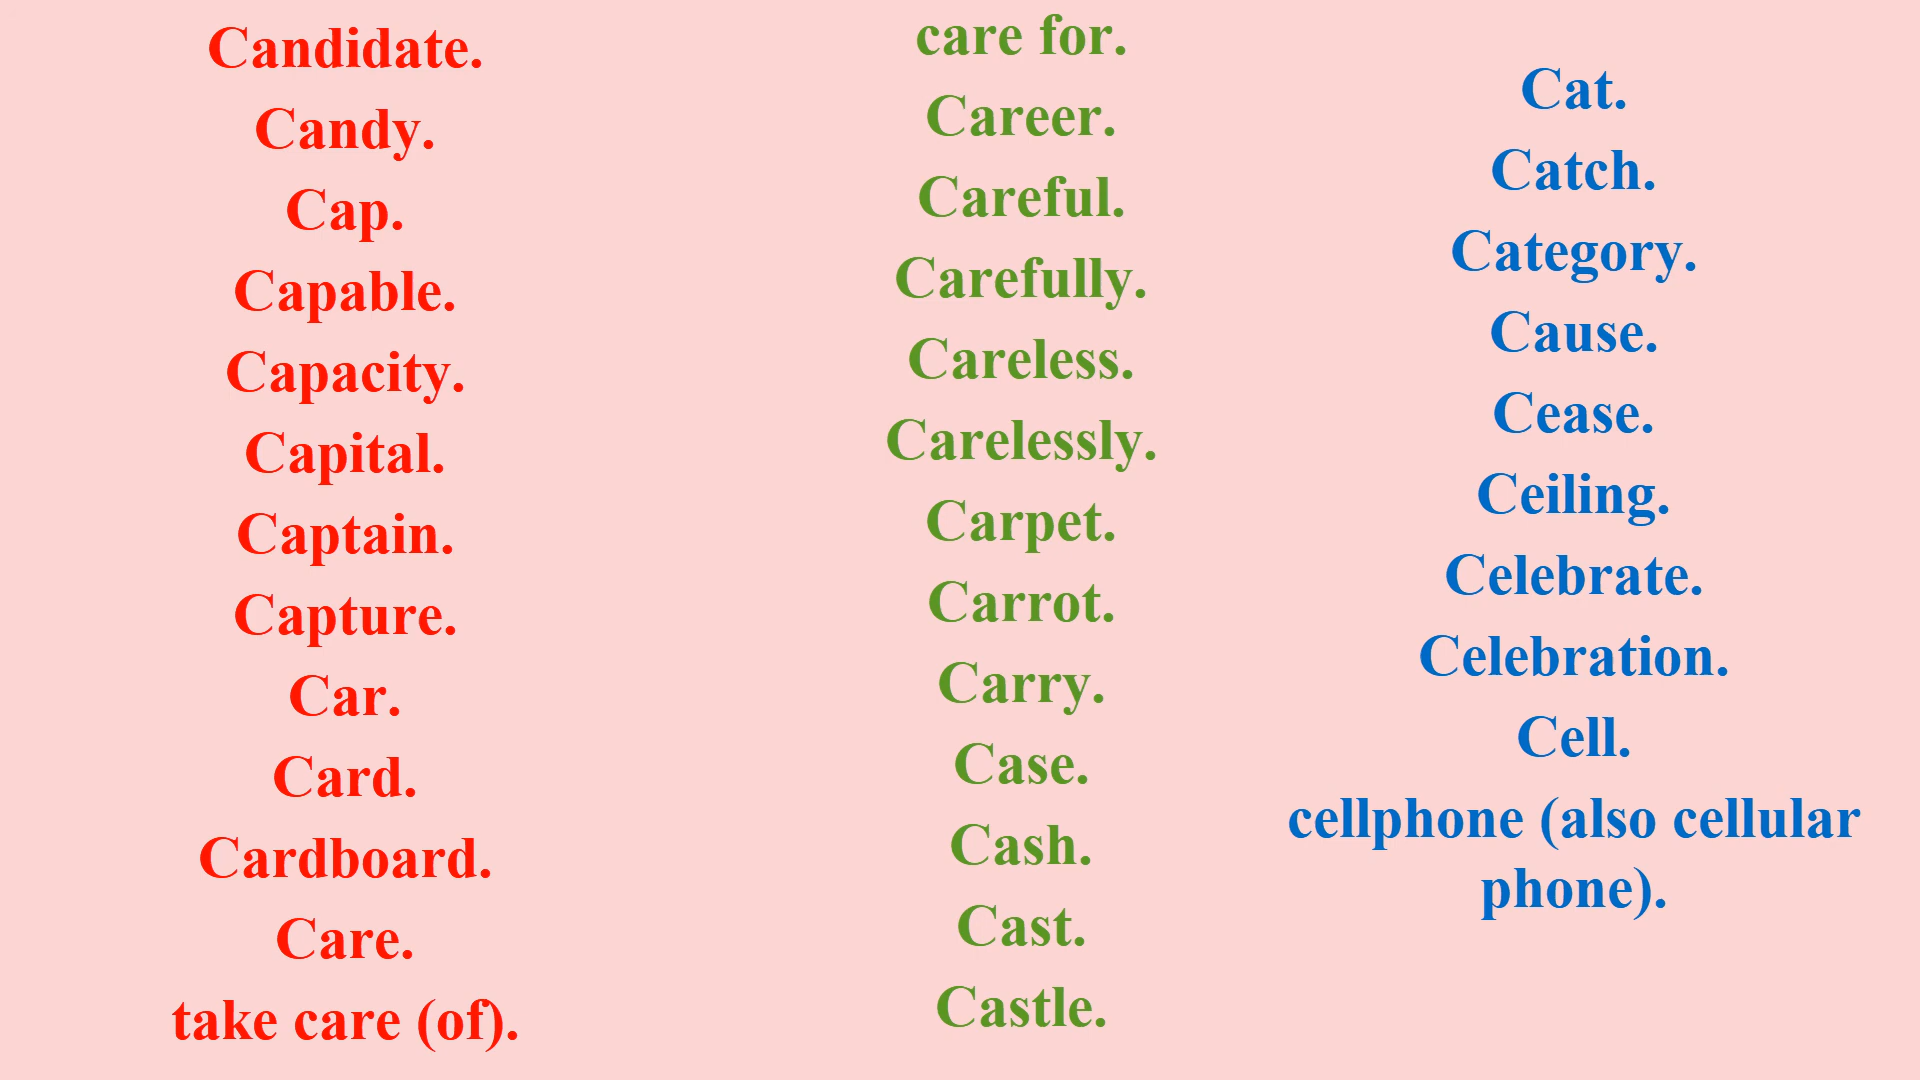 Candidate.
Candy.
Cap.
Capable.
Capacity.
Capital.
Captain.
Capture.
Car.
Card.
Cardboard.
Care.
take care (of).
care for.
Career.
Careful.
Carefully.
Careless.
Carelessly.
Carpet.
Carrot.
Carry.
Case.
Cash.
Cast.
Castle.
Cat.
Catch.
Category.
Cause.
Cease.
Ceiling.
Celebrate.
Celebration.
Cell.
cellphone (also cellular
phone).